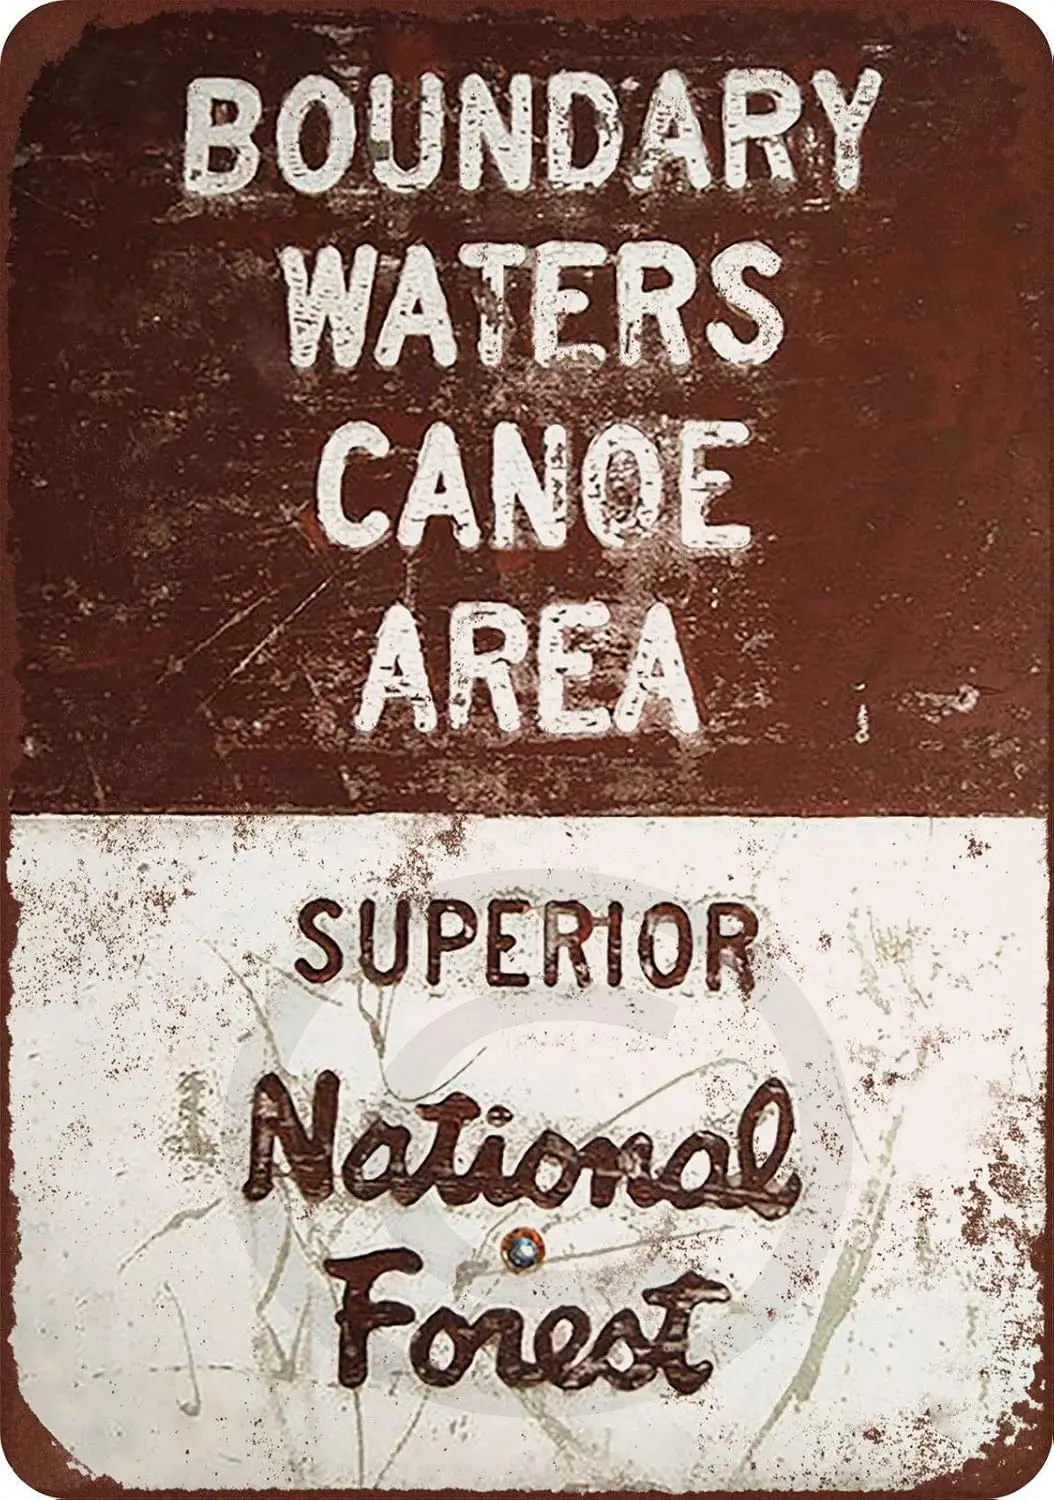 BOUNDARY
WATERS
CANOE
AREA
SUPERIOR
National
Forest